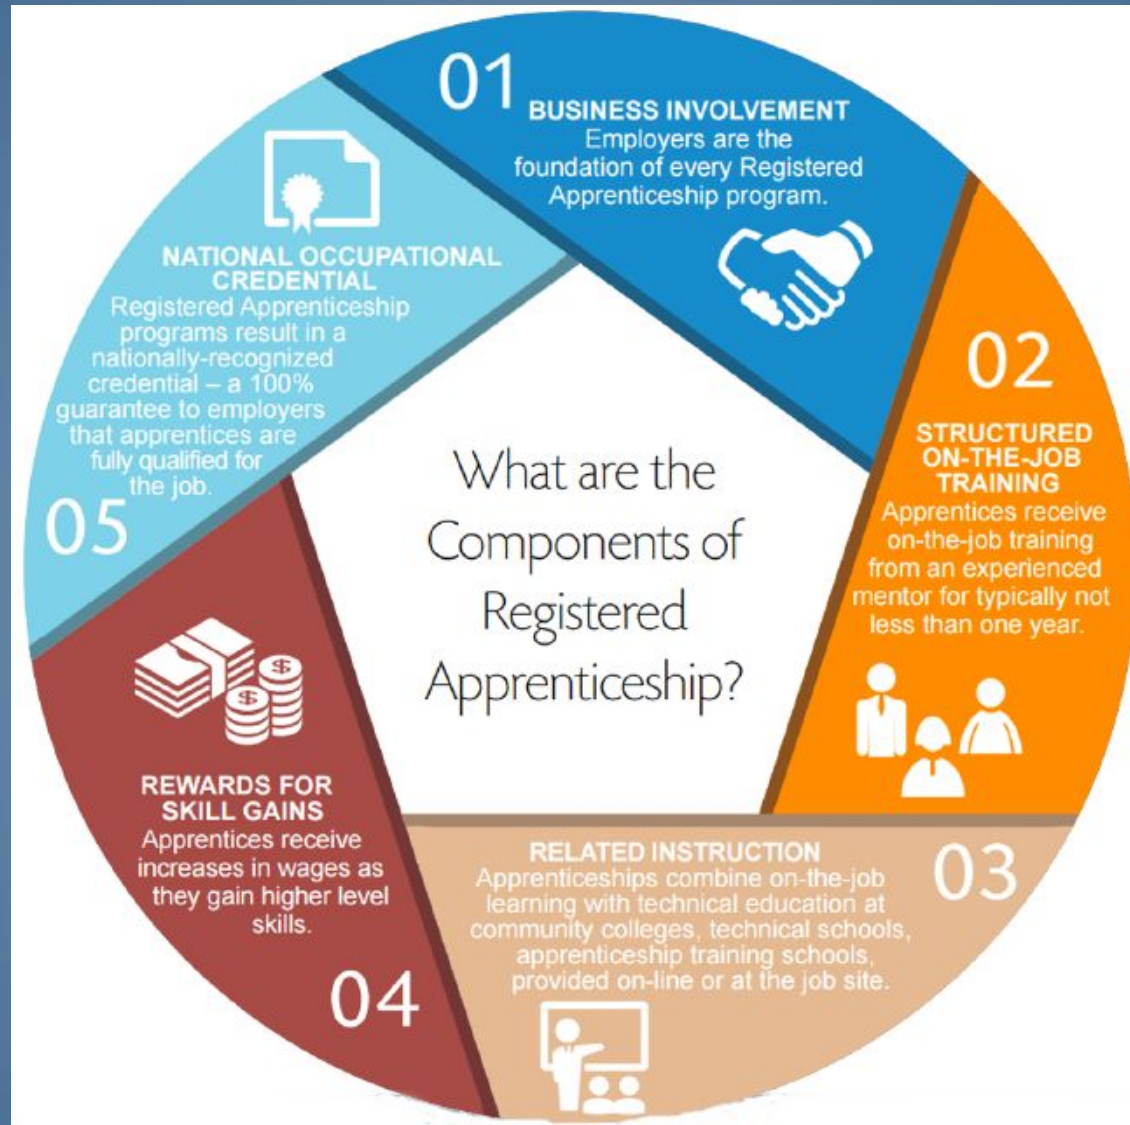 What are the
Components of
Registered
Apprenticeship?
01
BUSINESS INVOLVEMENT
Employers are the
foundation of every Registered
Apprenticeship program.
02
STRUCTURED
ON-THE-JOB
TRAINING
Apprentices receive
on-the-job training
from an experienced
mentor for typically not
less than one year.
03
RELATED INSTRUCTION
Apprenticeships combine on-the-job
learning with technical education at
community colleges, technical schools,
apprenticeship training schools,
provided on-line or at the job site.
04
REWARDS FOR
SKILL GAINS
Apprentices receive
increases in wages as
they gain higher level
skills.
05
NATIONAL OCCUPATIONAL
CREDENTIAL
Registered Apprenticeship
programs result in a
nationally-recognized
credential – a 100%
guarantee to employers
that apprentices are
fully qualified for
the job.
$
$